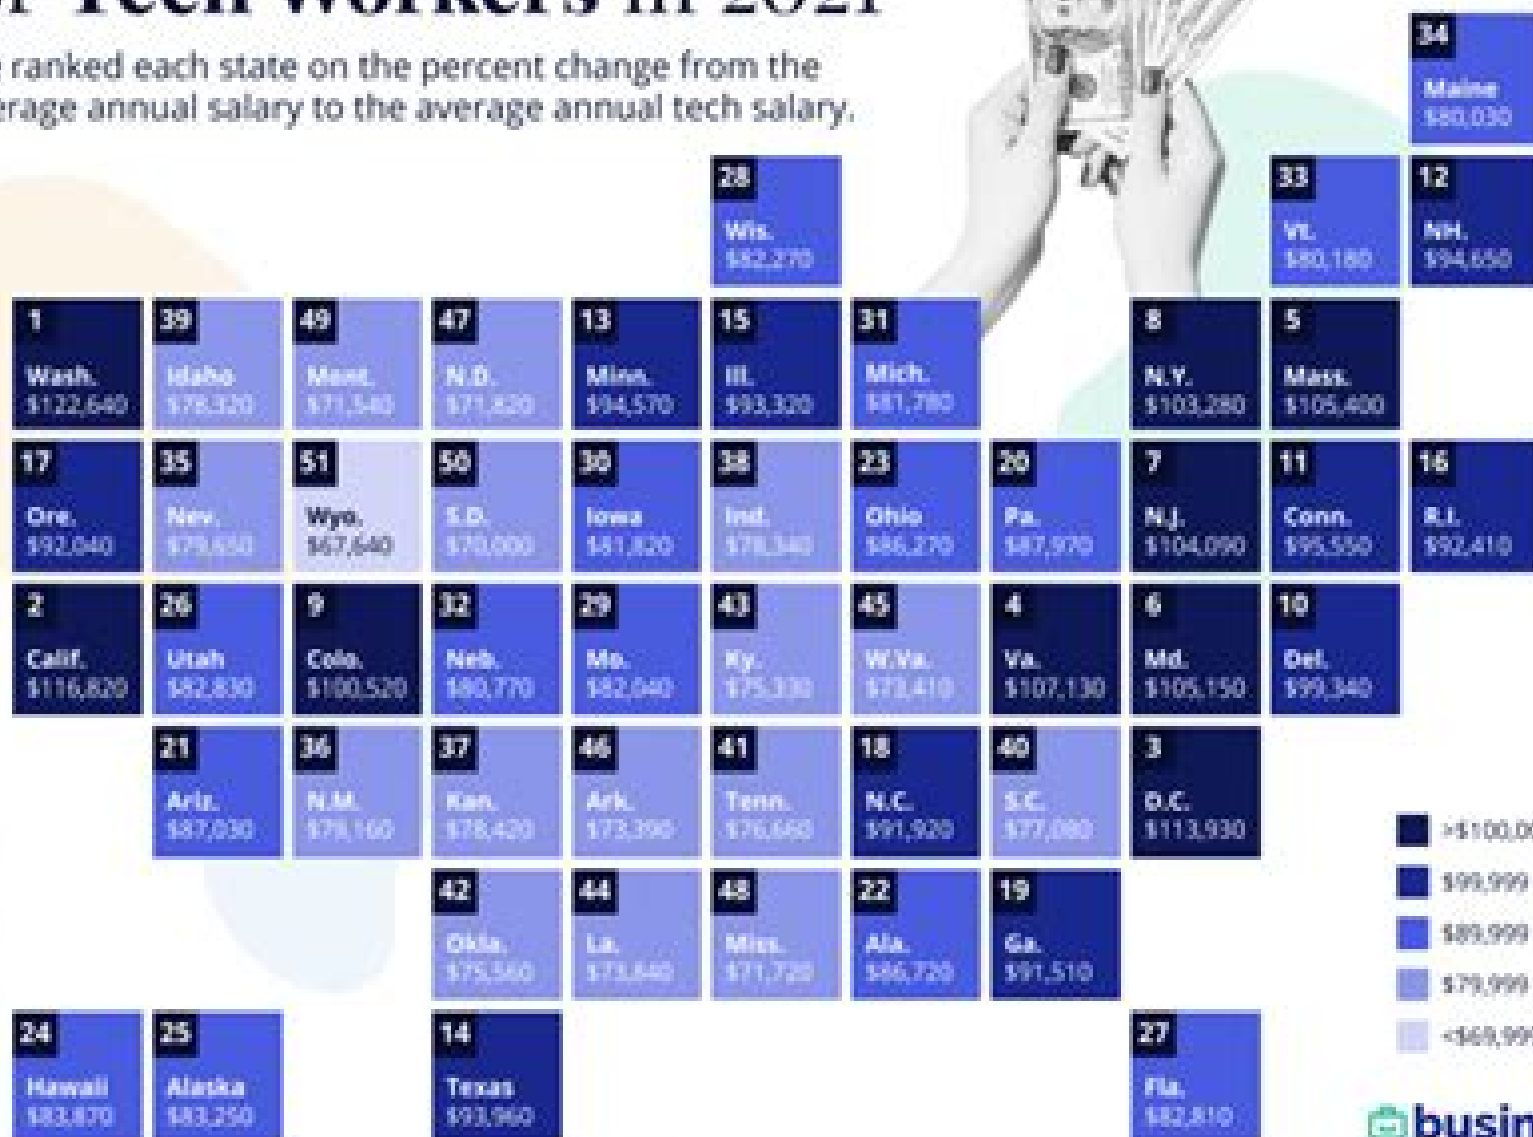 Tech Workers in 2021
ranked each state on the percent change from the
average annual salary to the average annual tech salary.
34
Maine
$80,030
28
Wis.
$82,270
33
Vt.
$80,180
12
NH.
$94,650
1
Wash.
$122,640
39
Idaho
$78,320
49
Mont.
$71,540
47
N.D.
$71,820
13
Minn.
$94,570
15
Ill.
$93,320
31
Mich.
$81,780
8
N.Y.
$103,280
5
Mass.
$105,400
17
Ore.
$92,040
35
Nev.
$79,650
51
Wyo.
$67,640
50
S.D.
$70,000
30
Iowa
$81,820
38
Ind.
$78,340
23
Ohio
$86,270
20
Pa.
$87,970
7
N.J.
$104,090
11
Conn.
$95,550
16
R.I.
$92,410
2
Calif.
$116,820
26
Utah
$82,830
9
Colo.
$100,520
32
Neb.
$80,770
29
Mo.
$82,040
43
Ky.
$75,330
45
W.Va.
$73,410
4
Va.
$107,130
6
Md.
$105,150
10
Del.
$99,340
21
Ariz.
$87,030
36
N.M.
$79,160
37
Kan.
$78,420
46
Ark.
$73,390
41
Tenn.
$76,660
18
N.C.
$91,920
40
S.C.
$77,080
3
D.C.
$113,930
42
Okla.
$75,560
44
La.
$73,840
48
Miss.
$71,720
22
Ala.
$86,720
19
Ga.
$91,510
24
Hawaii
$83,870
25
Alaska
$83,250
14
Texas
$93,960
27
Fla.
$82,810
>$100,00
$99,999
$89,999
$79,999
<$69,999
busin